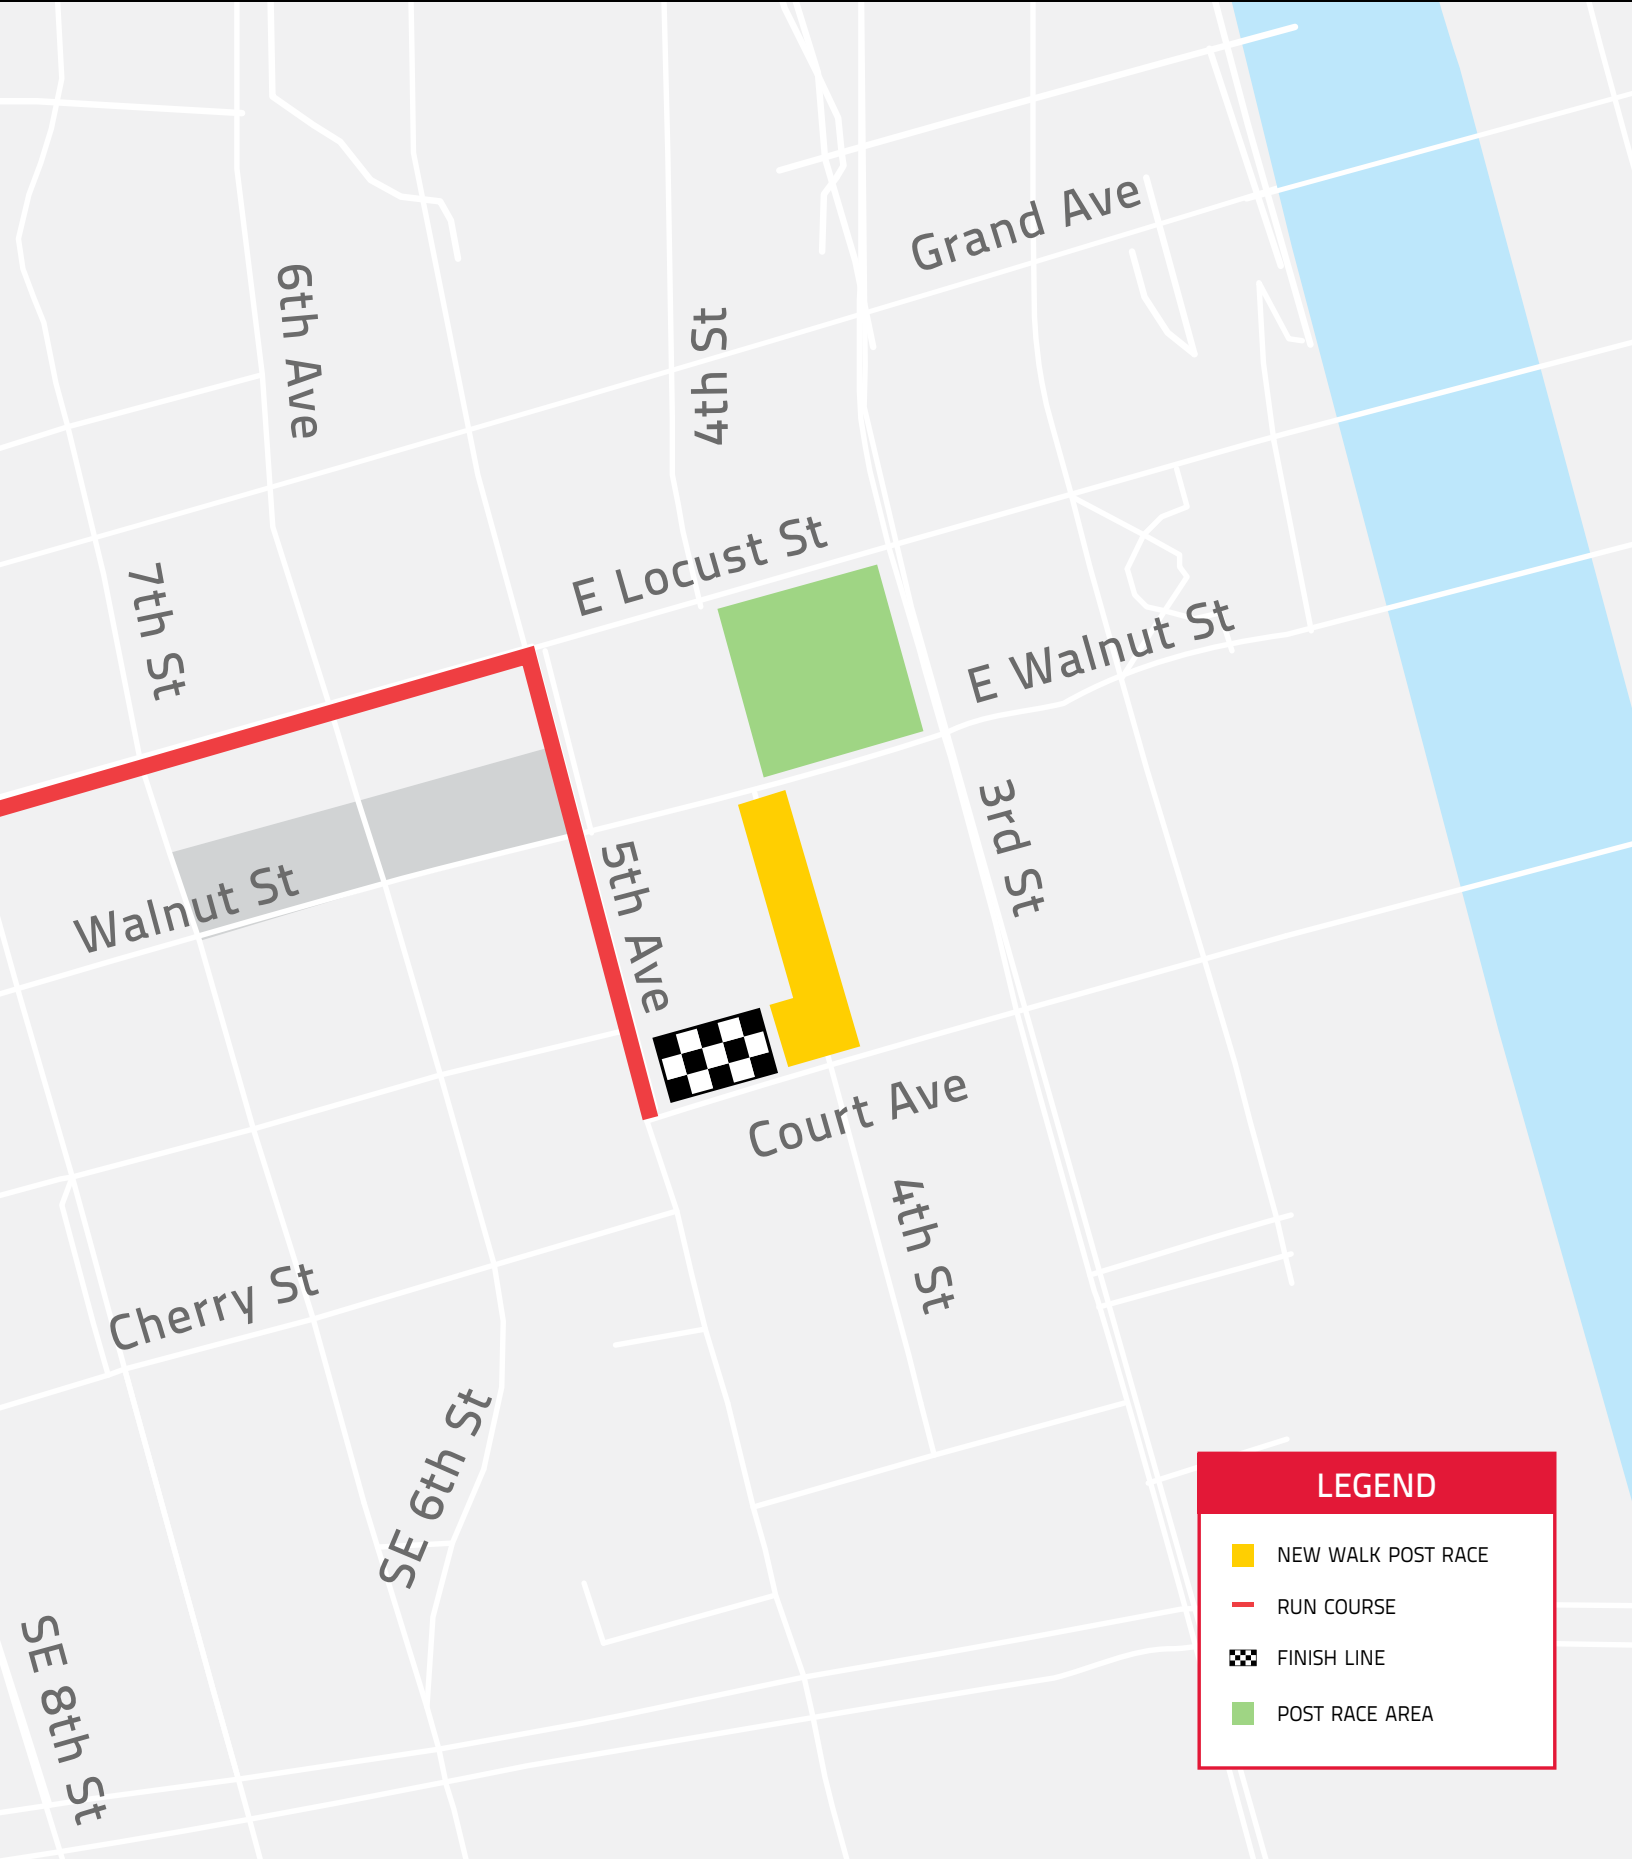 Grand Ave
6th Ave
4th St
E Locust St
7th St
E Walnut St
3rd St
Walnut St
5th Ave
Court Ave
4th St
Cherry St
SE 6th St
SE 8th St
LEGEND
NEW WALK POST RACE
RUN COURSE
FINISH LINE
POST RACE AREA